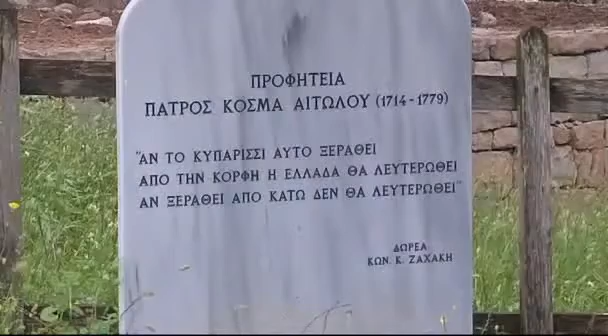 ΠΡΟΦΗΤΕΙΑ
ΠΑΤΡΟΣ ΚΟΣΜΑ ΑΙΤΩΛΟΥ (1714-1779)
"ΑΝ ΤΟ ΚΥΠΑΡΙΣΣΙ ΑΥΤΟ ΞΕΡΑΘΕΙ
ΑΠΟ ΤΗΝ ΚΟΡΦΗ Η ΕΛΛΑΔΑ ΘΑ ΛΕΥΤΕΡΩΘΕΙ
ΑΝ ΞΕΡΑΘΕΙ ΑΠΟ ΚΑΤΩ ΔΕΝ ΘΑ ΛΕΥΤΕΡΩΘΕΙ"
ΔΩΡΕΑ
ΚΩΝ. Κ. ΖΑΧΑΚΗ